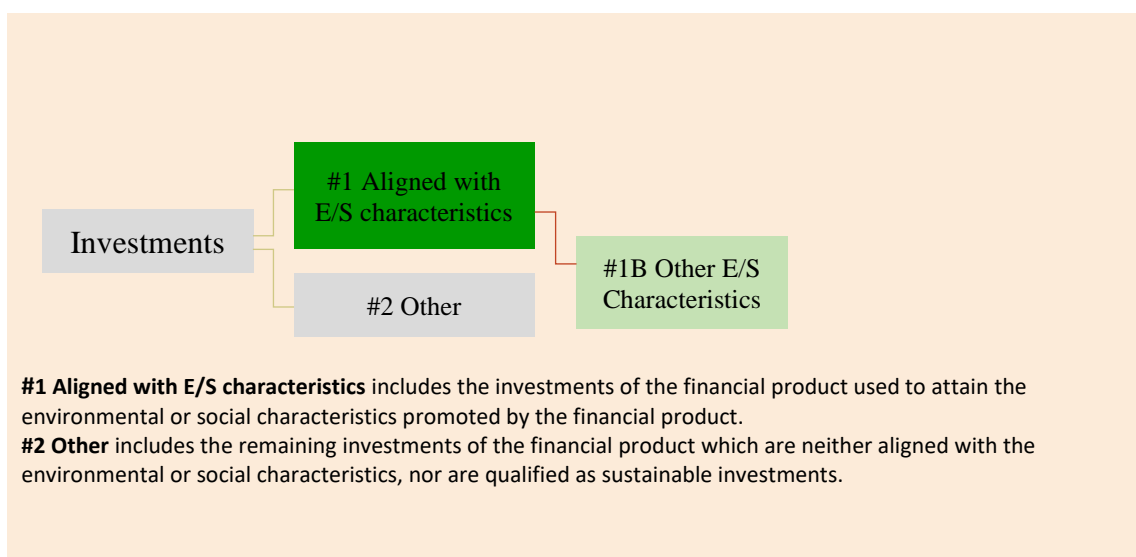 #1 Aligned with
E/S characteristics
Investments
#1B Other E/S
Characteristics
#2 Other
#1 Aligned with E/S characteristics includes the investments of the financial product used to attain the
environmental or social characteristics promoted by the financial product.
#2 Other includes the remaining investments of the financial product which are neither aligned with the
environmental or social characteristics, nor are qualified as sustainable investments.